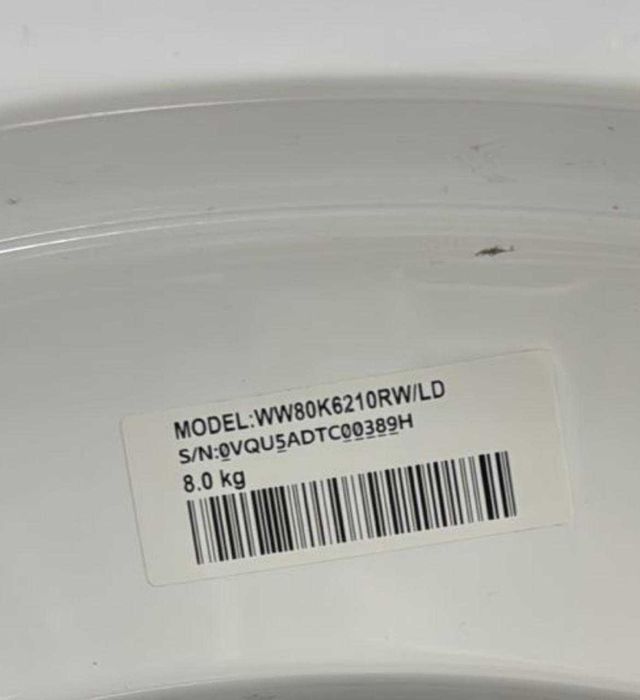 MODEL:WW80K6210RW/LD
S/N:0VQU5ADTC00389H
8.0 kg